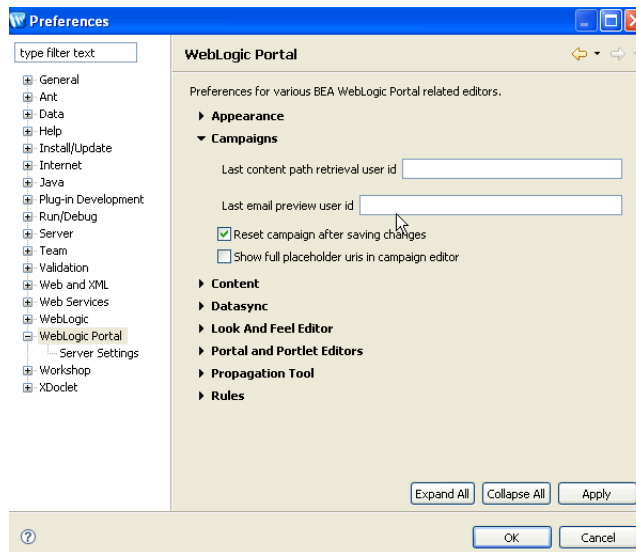 Preferences
type filter text
General
Ant
Data
Help
Install/Update
Internet
Java
Plug-in Development
Run/Debug
Server
Team
Validation
Web and XML
Web Services
WebLogic
WebLogic Portal
Server Settings
Workshop
XDoclet
WebLogic Portal
Preferences for various BEA WebLogic Portal related editors.
Appearance
Campaigns
Last content path retrieval user id
Last email preview user id
Reset campaign after saving changes
Show full placeholder uris in campaign editor
Content
Datasync
Look And Feel Editor
Portal and Portlet Editors
Propagation Tool
Rules
Expand All Collapse All Apply
OK Cancel